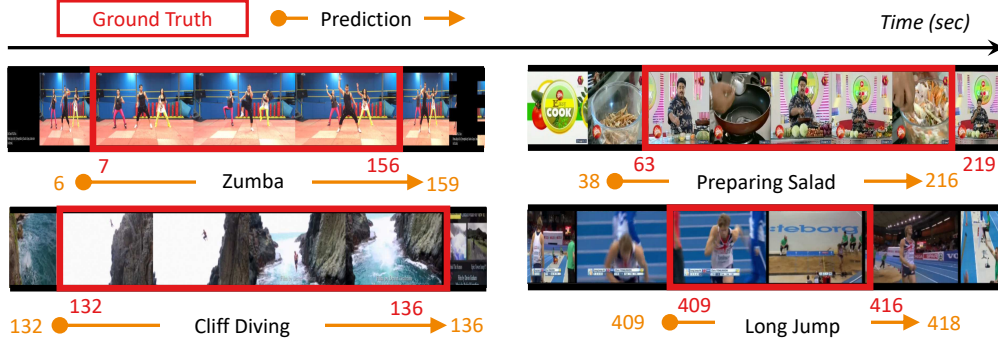 Ground Truth
Prediction
Time (sec)
7
156
6
Zumba
159
COOK
63
219
38
Preparing Salad
216
132
136
132
Cliff Diving
136
cteborg
409
416
409
Long Jump
418